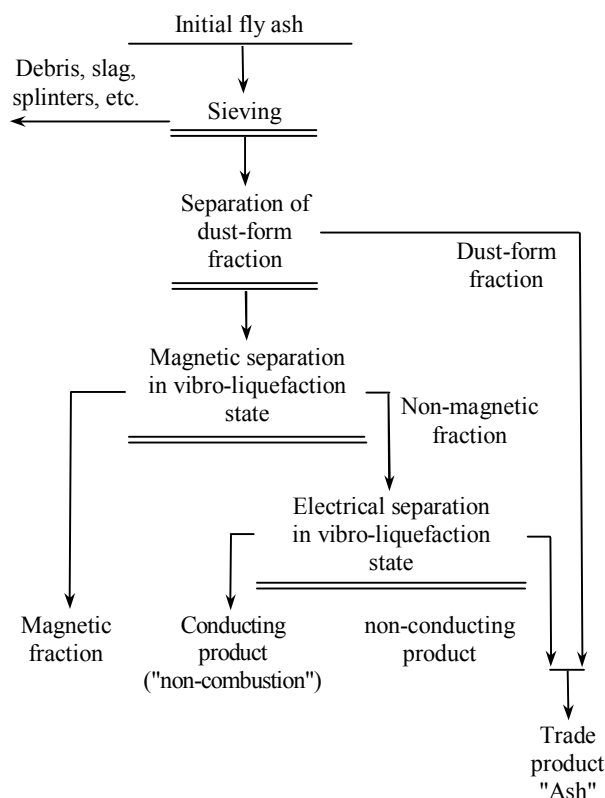 Initial fly ash
Debris, slag,
splinters, etc.
Sieving
Separation of
dust-form
fraction
Dust-form
fraction
Magnetic separation
in vibro-liquefaction
state
Non-magnetic
fraction
Electrical separation
in vibro-liquefaction
state
Magnetic
fraction
Conducting
product
("non-combustion")
non-conducting
product
Trade
product
"Ash"